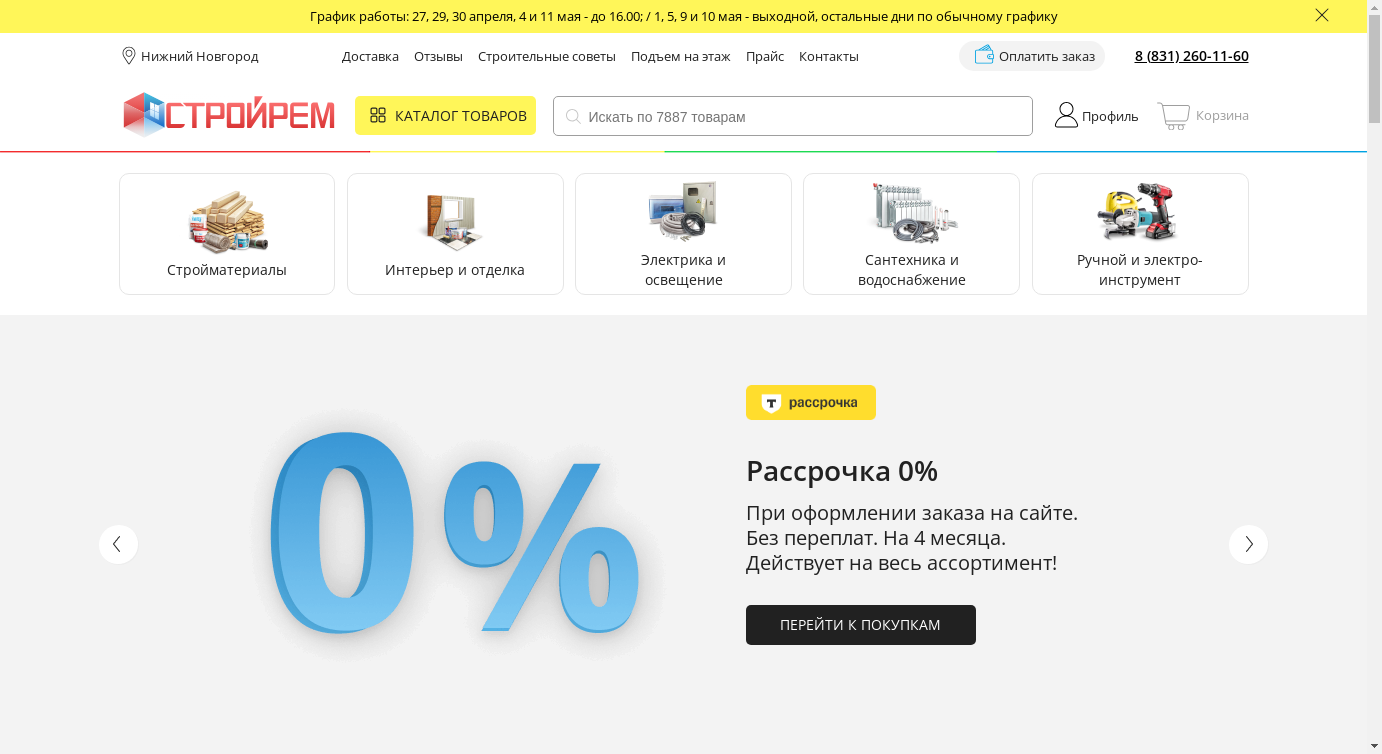 График работы: 27, 29, 30 апреля, 4 и 11 мая - до 16.00; / 1, 5, 9 и 10 мая - выходной, остальные дни по обычному графику
Нижний Новгород
Доставка Отзывы Строительные советы Подъем на этаж Прайс Контакты
Оплатить заказ
8 (831) 260-11-60
СТРОЙРЕМ
КАТАЛОГ ТОВАРОВ
Искать по 7887 товарам
Профиль
Корзина
Стройматериалы
Интерьер и отделка
Электрика и
освещение
Сантехника и
водоснабжение
Ручной и электро-
инструмент
0%
Т рассрочка
Рассрочка 0%
При оформлении заказа на сайте.
Без переплат. На 4 месяца.
Действует на весь ассортимент!
ПЕРЕЙТИ К ПОКУПКАМ